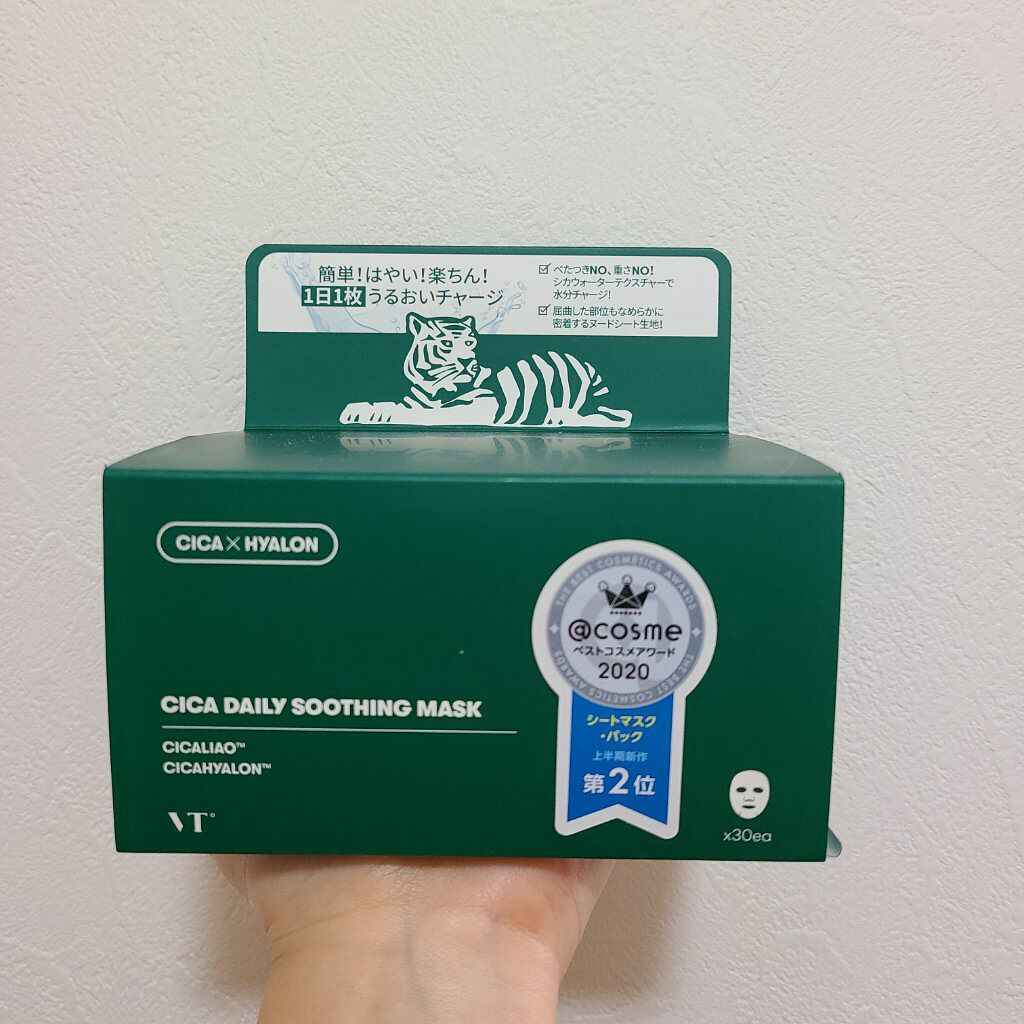 簡単！はやい！楽ちん！
1日1枚うるおいチャージ
べたつきNO、重さNO！
シカウォーターテクスチャーで
水分チャージ！
屈曲した部位もなめらかに
密着するヌードシート生地！
CICA×HYALON
CICA DAILY SOOTHING MASK
CICALIAO™
CICAHYALON™
VT
THE BEST COSMETICS AWARDS
@cosme
ベストコスメアワード
2020
THE BEST COSMETICS AWARDS
シートマスク
・パック
上半期新作
第2位
x30ea